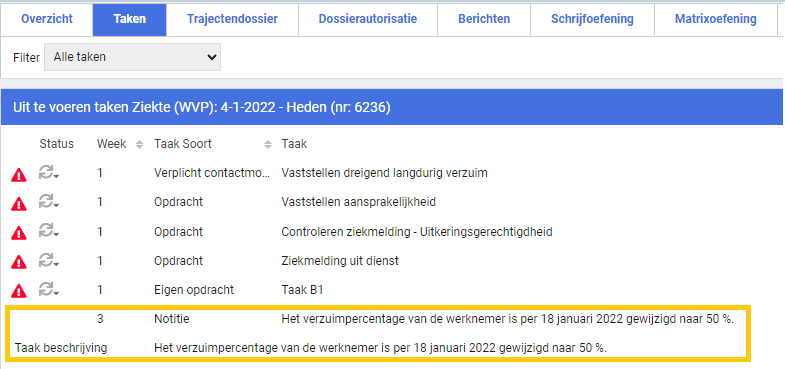 Overzicht Taken Trajectendossier Dossierautorisatie Berichten Schrijfoefening Matrixoefening
Filter Alle taken
Uit te voeren taken Ziekte (WVP): 4-1-2022 - Heden (nr: 6236)
Status Week Taak Soort Taak
1 Verplicht contactmo... Vaststellen dreigend langdurig verzuim
1 Opdracht Vaststellen aansprakelijkheid
1 Opdracht Controleren ziekmelding - Uitkeringsgerechtigdheid
1 Opdracht Ziekmelding uit dienst
1 Eigen opdracht Taak B1
3 Notitie Het verzuimpercentage van de werknemer is per 18 januari 2022 gewijzigd naar 50 %.
Taak beschrijving Het verzuimpercentage van de werknemer is per 18 januari 2022 gewijzigd naar 50 %.